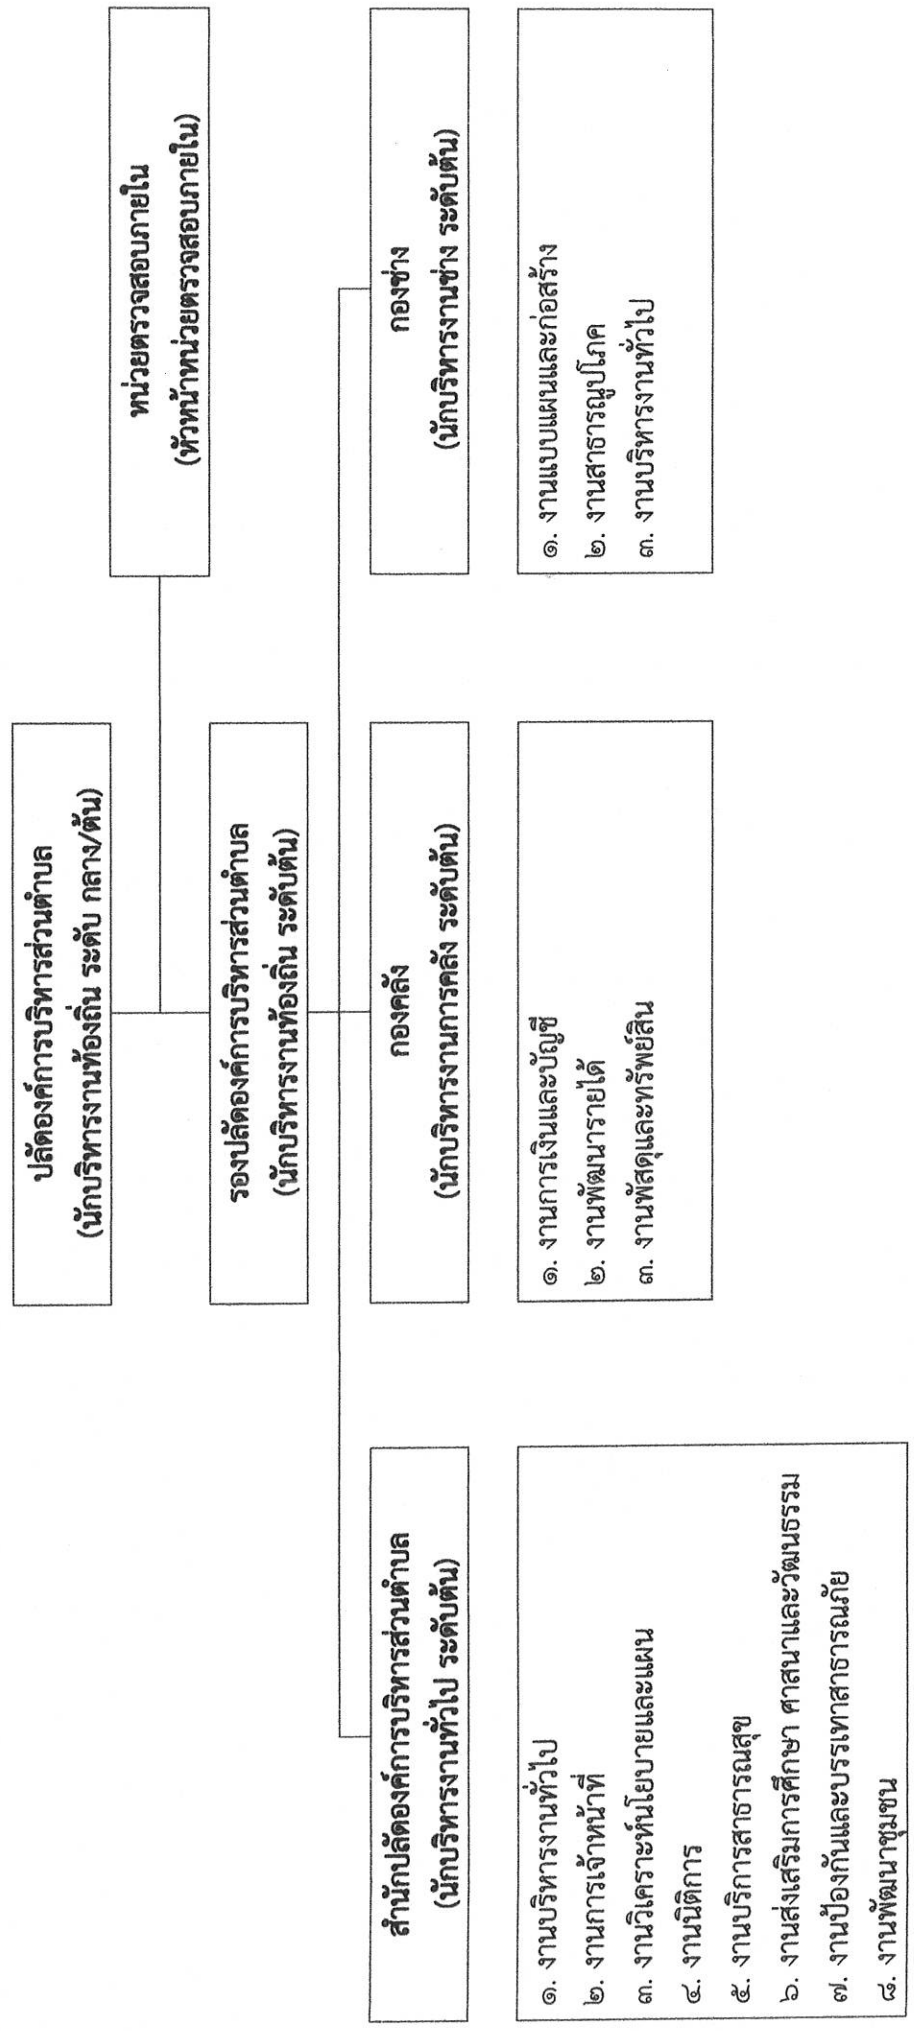 ปลัดองค์การบริหารส่วนตำบล
(นักบริหารงานท้องถิ่น ระดับ กลาง/ต้น)
หน่วยตรวจสอบภายใน
(หัวหน้าหน่วยตรวจสอบภายใน)
รองปลัดองค์การบริหารส่วนตำบล
(นักบริหารงานท้องถิ่น ระดับต้น)
สำนักปลัดองค์การบริหารส่วนตำบล
(นักบริหารงานทั่วไป ระดับต้น)
๑. งานบริหารงานทั่วไป
๒. งานการเจ้าหน้าที่
๓. งานวิเคราะห์นโยบายและแผน
๔. งานนิติการ
๕. งานบริการสาธารณสุข
๖. งานส่งเสริมการศึกษา ศาสนาและวัฒนธรรม
๗. งานป้องกันและบรรเทาสาธารณภัย
๘. งานพัฒนาชุมชน
กองคลัง
(นักบริหารงานการคลัง ระดับต้น)
๑. งานการเงินและบัญชี
๒. งานพัฒนารายได้
๓. งานพัสดุและทรัพย์สิน
กองช่าง
(นักบริหารงานช่าง ระดับต้น)
๑. งานแบบแผนและก่อสร้าง
๒. งานสาธารณูปโภค
๓. งานบริหารงานทั่วไป